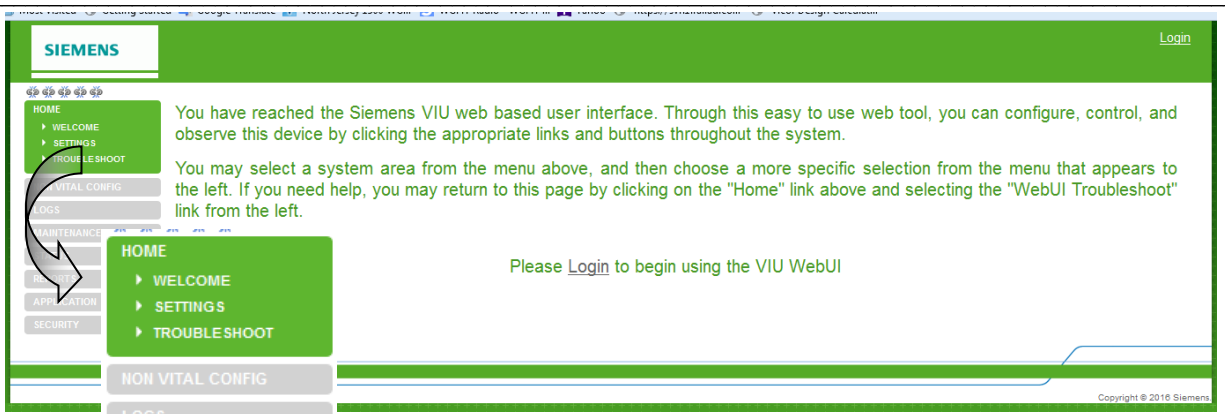 Most Visited Getting Started Google Translate
Yahoo
Login
SIEMENS
HOME
WELCOME
SETTINGS
TROUBLESHOOT
NON VITAL CONFIG
LOGS
MAINTENANCE
REPORTS
APPLICATION
SECURITY
You have reached the Siemens VIU web based user interface. Through this easy to use web tool, you can configure, control, and
observe this device by clicking the appropriate links and buttons throughout the system.
You may select a system area from the menu above, and then choose a more specific selection from the menu that appears to
the left. If you need help, you may return to this page by clicking on the "Home" link above and selecting the "WebUI Troubleshoot"
link from the left.
Please Login to begin using the VIU WebUI
HOME
WELCOME
SETTINGS
TROUBLESHOOT
NON VITAL CONFIG
LOGS
Copyright © 2016 Siemens